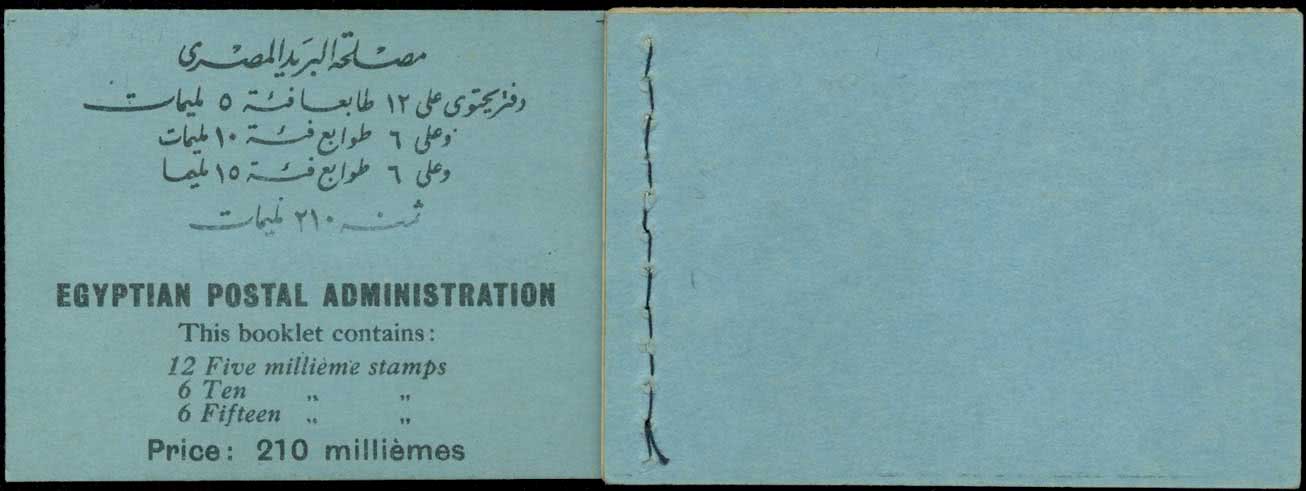 مصلحة البريد المصرى
دفتر يحتوى على ١٢ طابعا فئة ٥ مليمات
وعلى ٦ طوابع فئة ١٠ مليمات
وعلى ٦ طوابع فئة ١٥ مليما
ثمنه ٢١٠ مليمات
EGYPTIAN POSTAL ADMINISTRATION
This booklet contains:
12 Five millième stamps
6 Ten „ „
6 Fifteen „ „
Price: 210 millièmes